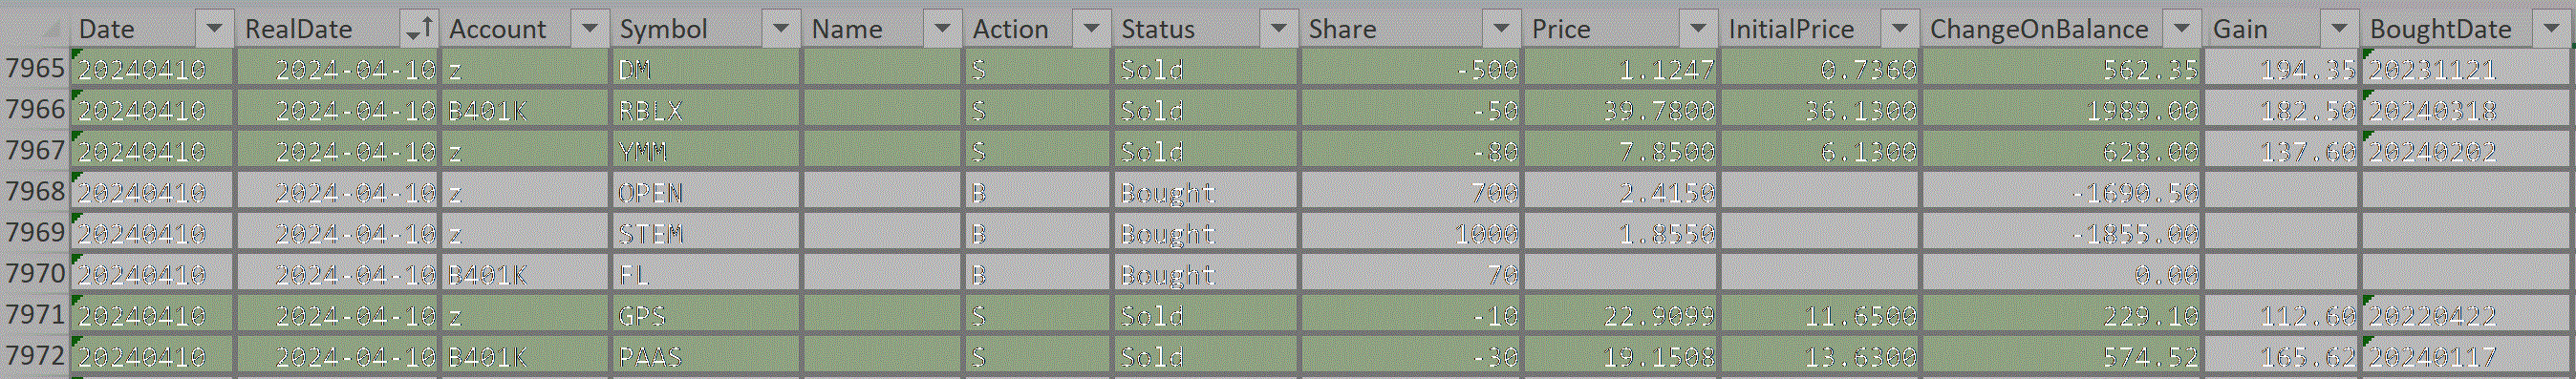 Date RealDate Account Symbol Name Action Status Share Price InitialPrice ChangeOnBalance Gain BoughtDate
7965 20240410 2024-04-10 z DM S Sold -500 1.1247 0.7360 562.35 194.35 20231121
7966 20240410 2024-04-10 B401K RBLX S Sold -50 39.7800 36.1300 1989.00 182.50 20240318
7967 20240410 2024-04-10 z YMM S Sold -80 7.8500 6.1300 628.00 137.60 20240202
7968 20240410 2024-04-10 z OPEN B Bought 700 2.4150 -1690.50
7969 20240410 2024-04-10 z STEM B Bought 1000 1.8550 -1855.00
7970 20240410 2024-04-10 B401K FL B Bought 70 0.00
7971 20240410 2024-04-10 z GPS S Sold -10 22.9099 11.6500 229.10 112.60 20220422
7972 20240410 2024-04-10 B401K PAAS S Sold -30 19.1508 13.6300 574.52 165.62 20240117